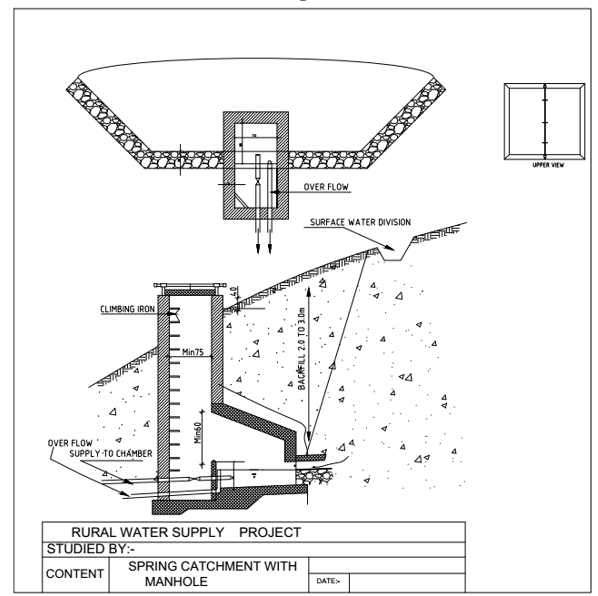 UPPER VIEW
OVER FLOW
SURFACE WATER DIVISION
40
CLIMBING IRON
Min75
BACKFILL 2.0 TO 3.0m
Min60
OVER FLOW
SUPPLY TO CHAMBER
RURAL WATER SUPPLY PROJECT
STUDIED BY:-
CONTENT
SPRING CATCHMENT WITH
MANHOLE
DATE:-